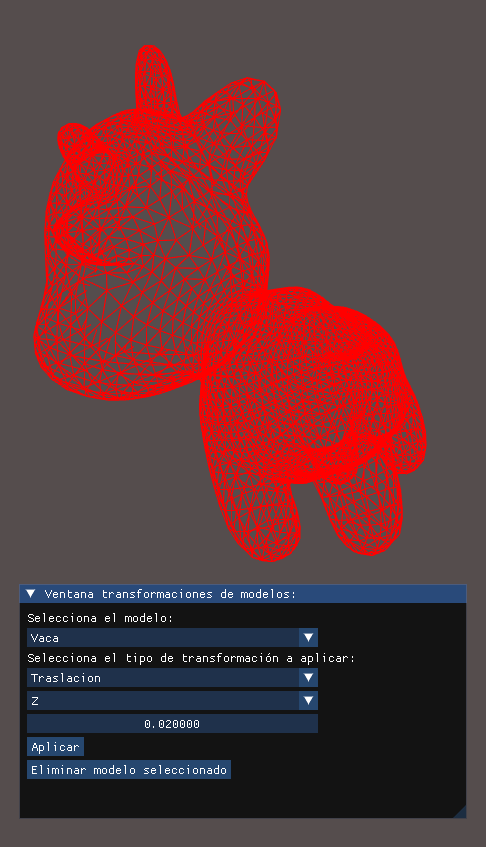 Ventana transformaciones de modelos:
Selecciona el modelo:
Vaca
Selecciona el tipo de transformación a aplicar:
Traslacion
Z
0.020000
Aplicar
Eliminar modelo seleccionado